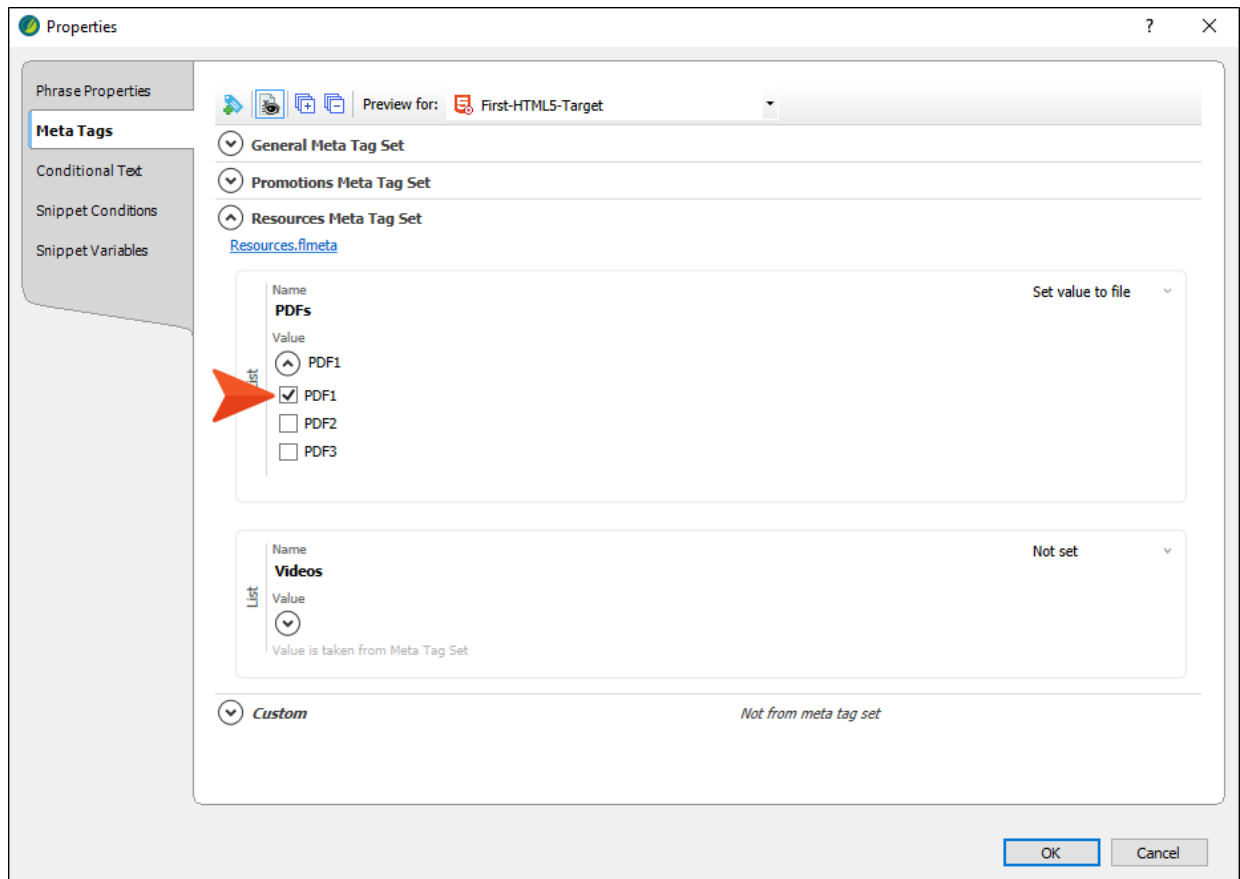 Properties
?
Phrase Properties
Meta Tags
Conditional Text
Snippet Conditions
Snippet Variables
Preview for: First-HTML5-Target
General Meta Tag Set
Promotions Meta Tag Set
Resources Meta Tag Set
Resources.flmeta
List
Name
Set value to file
PDFs
Value
PDF1
PDF1
PDF2
PDF3
List
Name
Not set
Videos
Value
Value is taken from Meta Tag Set
Custom Not from meta tag set
OK Cancel